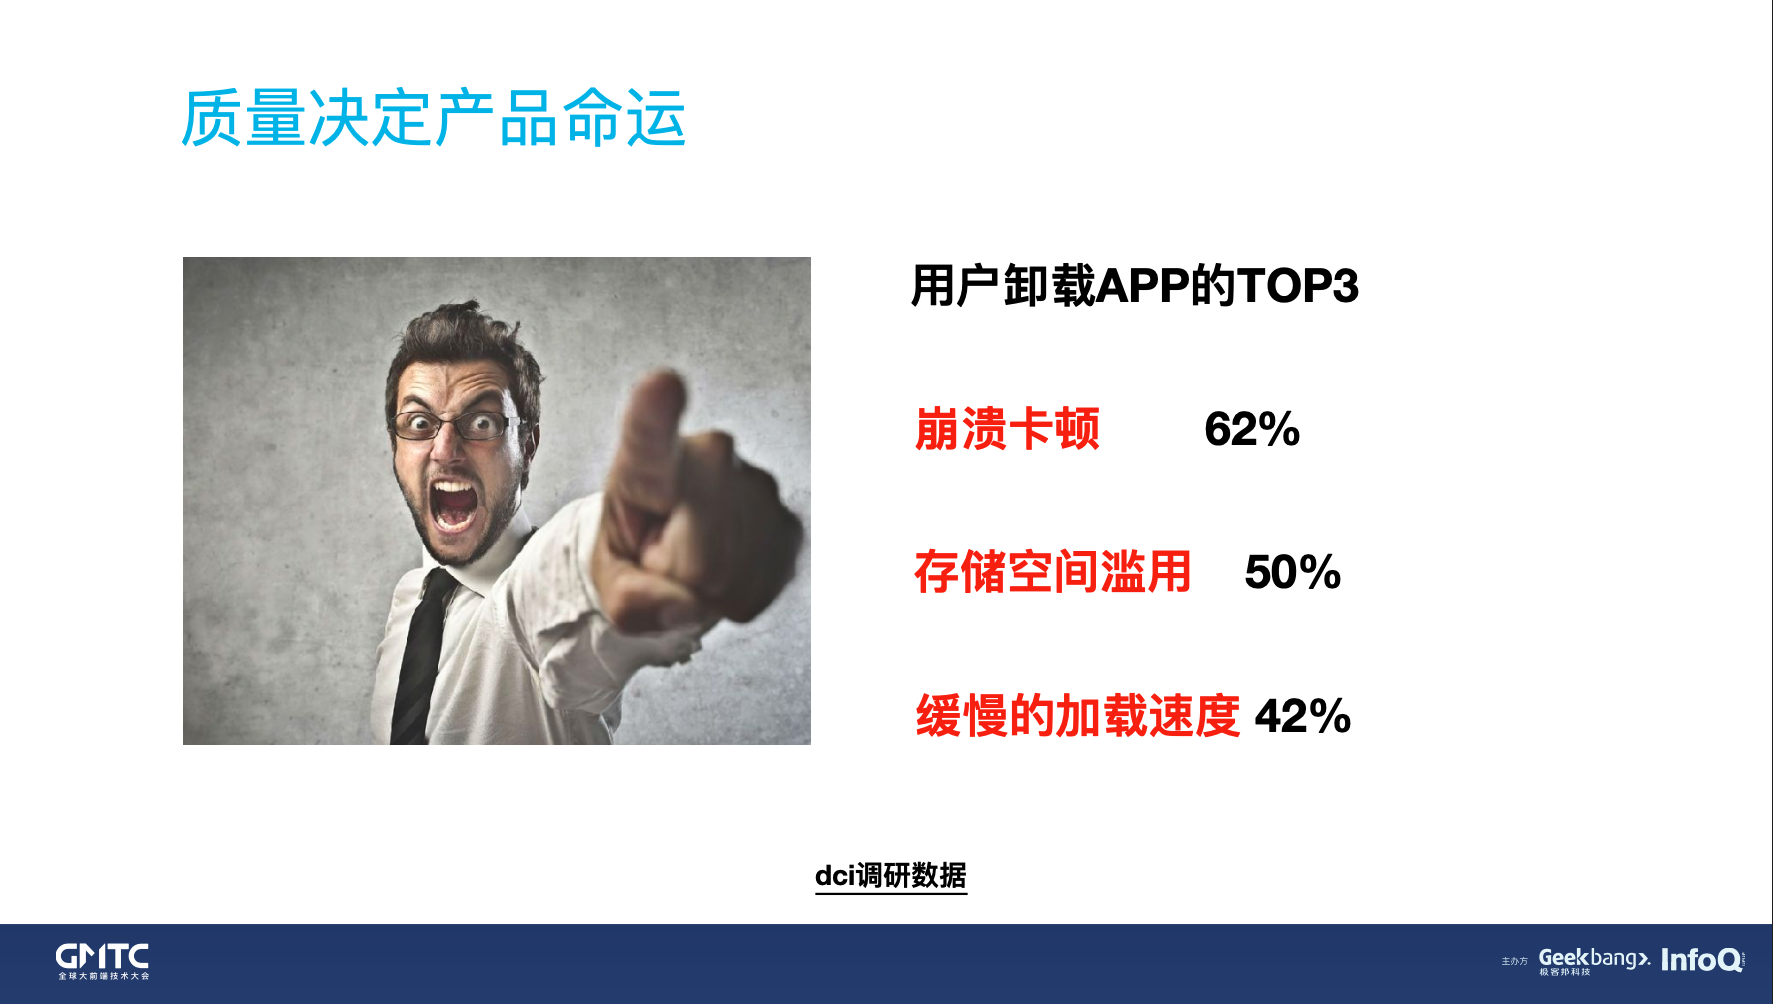 质量决定产品命运
用户卸载APP的TOP3
崩溃卡顿 62%
存储空间滥用 50%
缓慢的加载速度 42%
dci调研数据
GMTC
全球大前端技术大会
主办方
Geekbang>.
极客邦科技
InfoQ